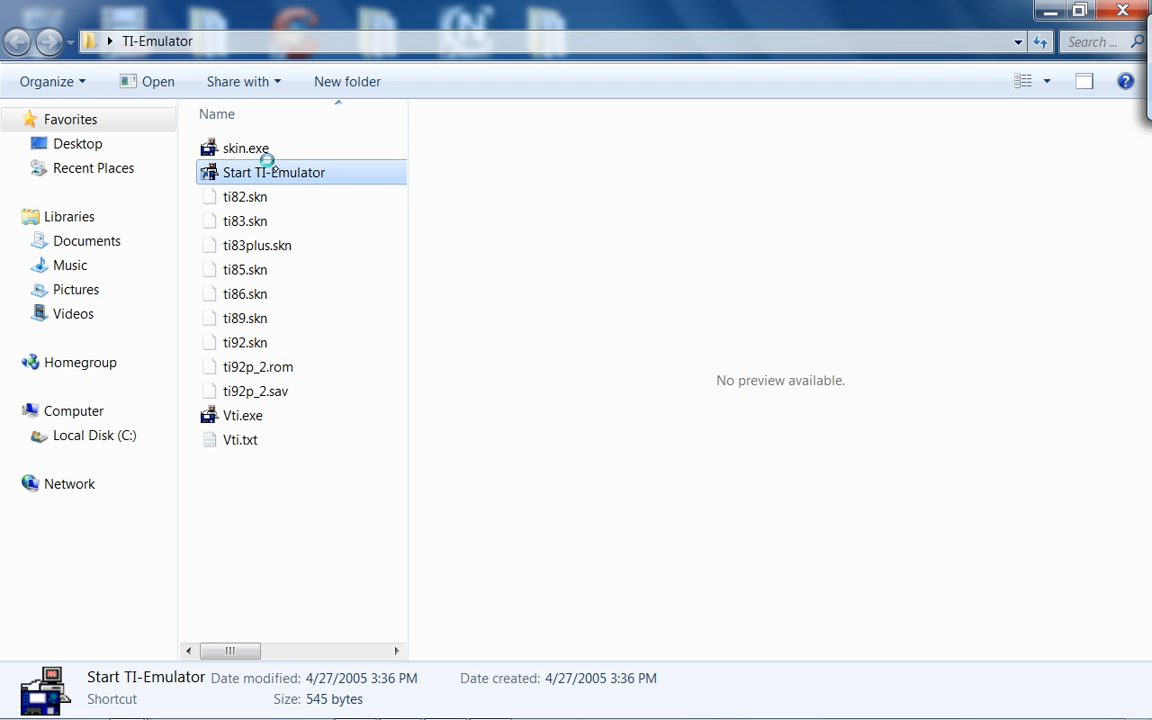 TI-Emulator
Search ...
Organize
Open
Share with
New folder
Favorites
Desktop
Recent Places
Libraries
Documents
Music
Pictures
Videos
Homegroup
Computer
Local Disk (C:)
Network
Name
skin.exe
Start TI-Emulator
ti82.skn
ti83.skn
ti83plus.skn
ti85.skn
ti86.skn
ti89.skn
ti92.skn
ti92p_2.rom
ti92p_2.sav
Vti.exe
Vti.txt
No preview available.
Start TI-Emulator Date modified: 4/27/2005 3:36 PM Date created: 4/27/2005 3:36 PM
Shortcut Size: 545 bytes